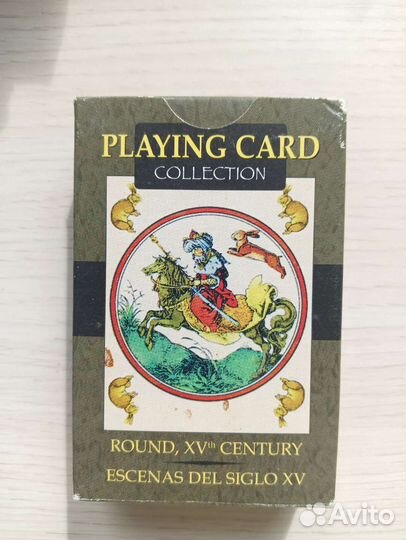 PLAYING CARD
COLLECTION
ROUND, XVth CENTURY
ESCENAS DEL SIGLO XV
Avito